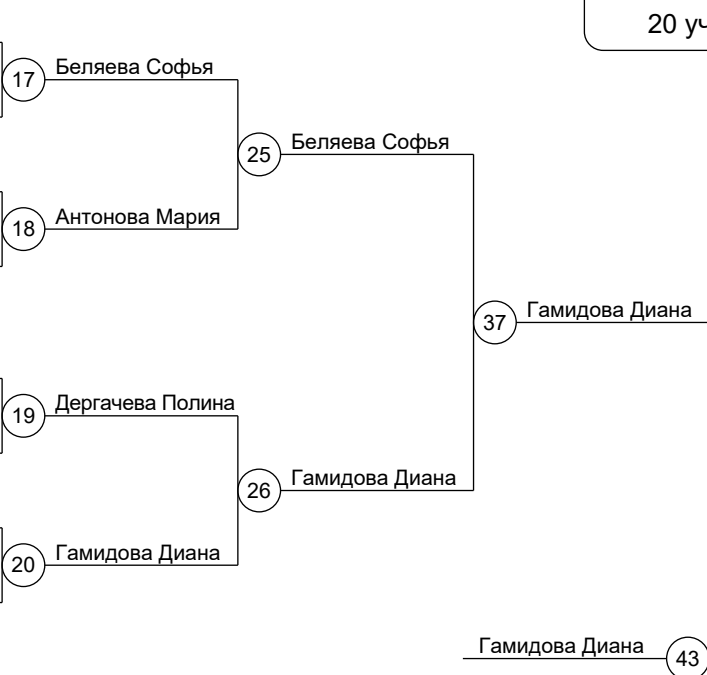 20 уч
17 Беляева Софья
25 Беляева Софья
18 Антонова Мария
37 Гамидова Диана
19 Дергачева Полина
26 Гамидова Диана
20 Гамидова Диана
Гамидова Диана 43